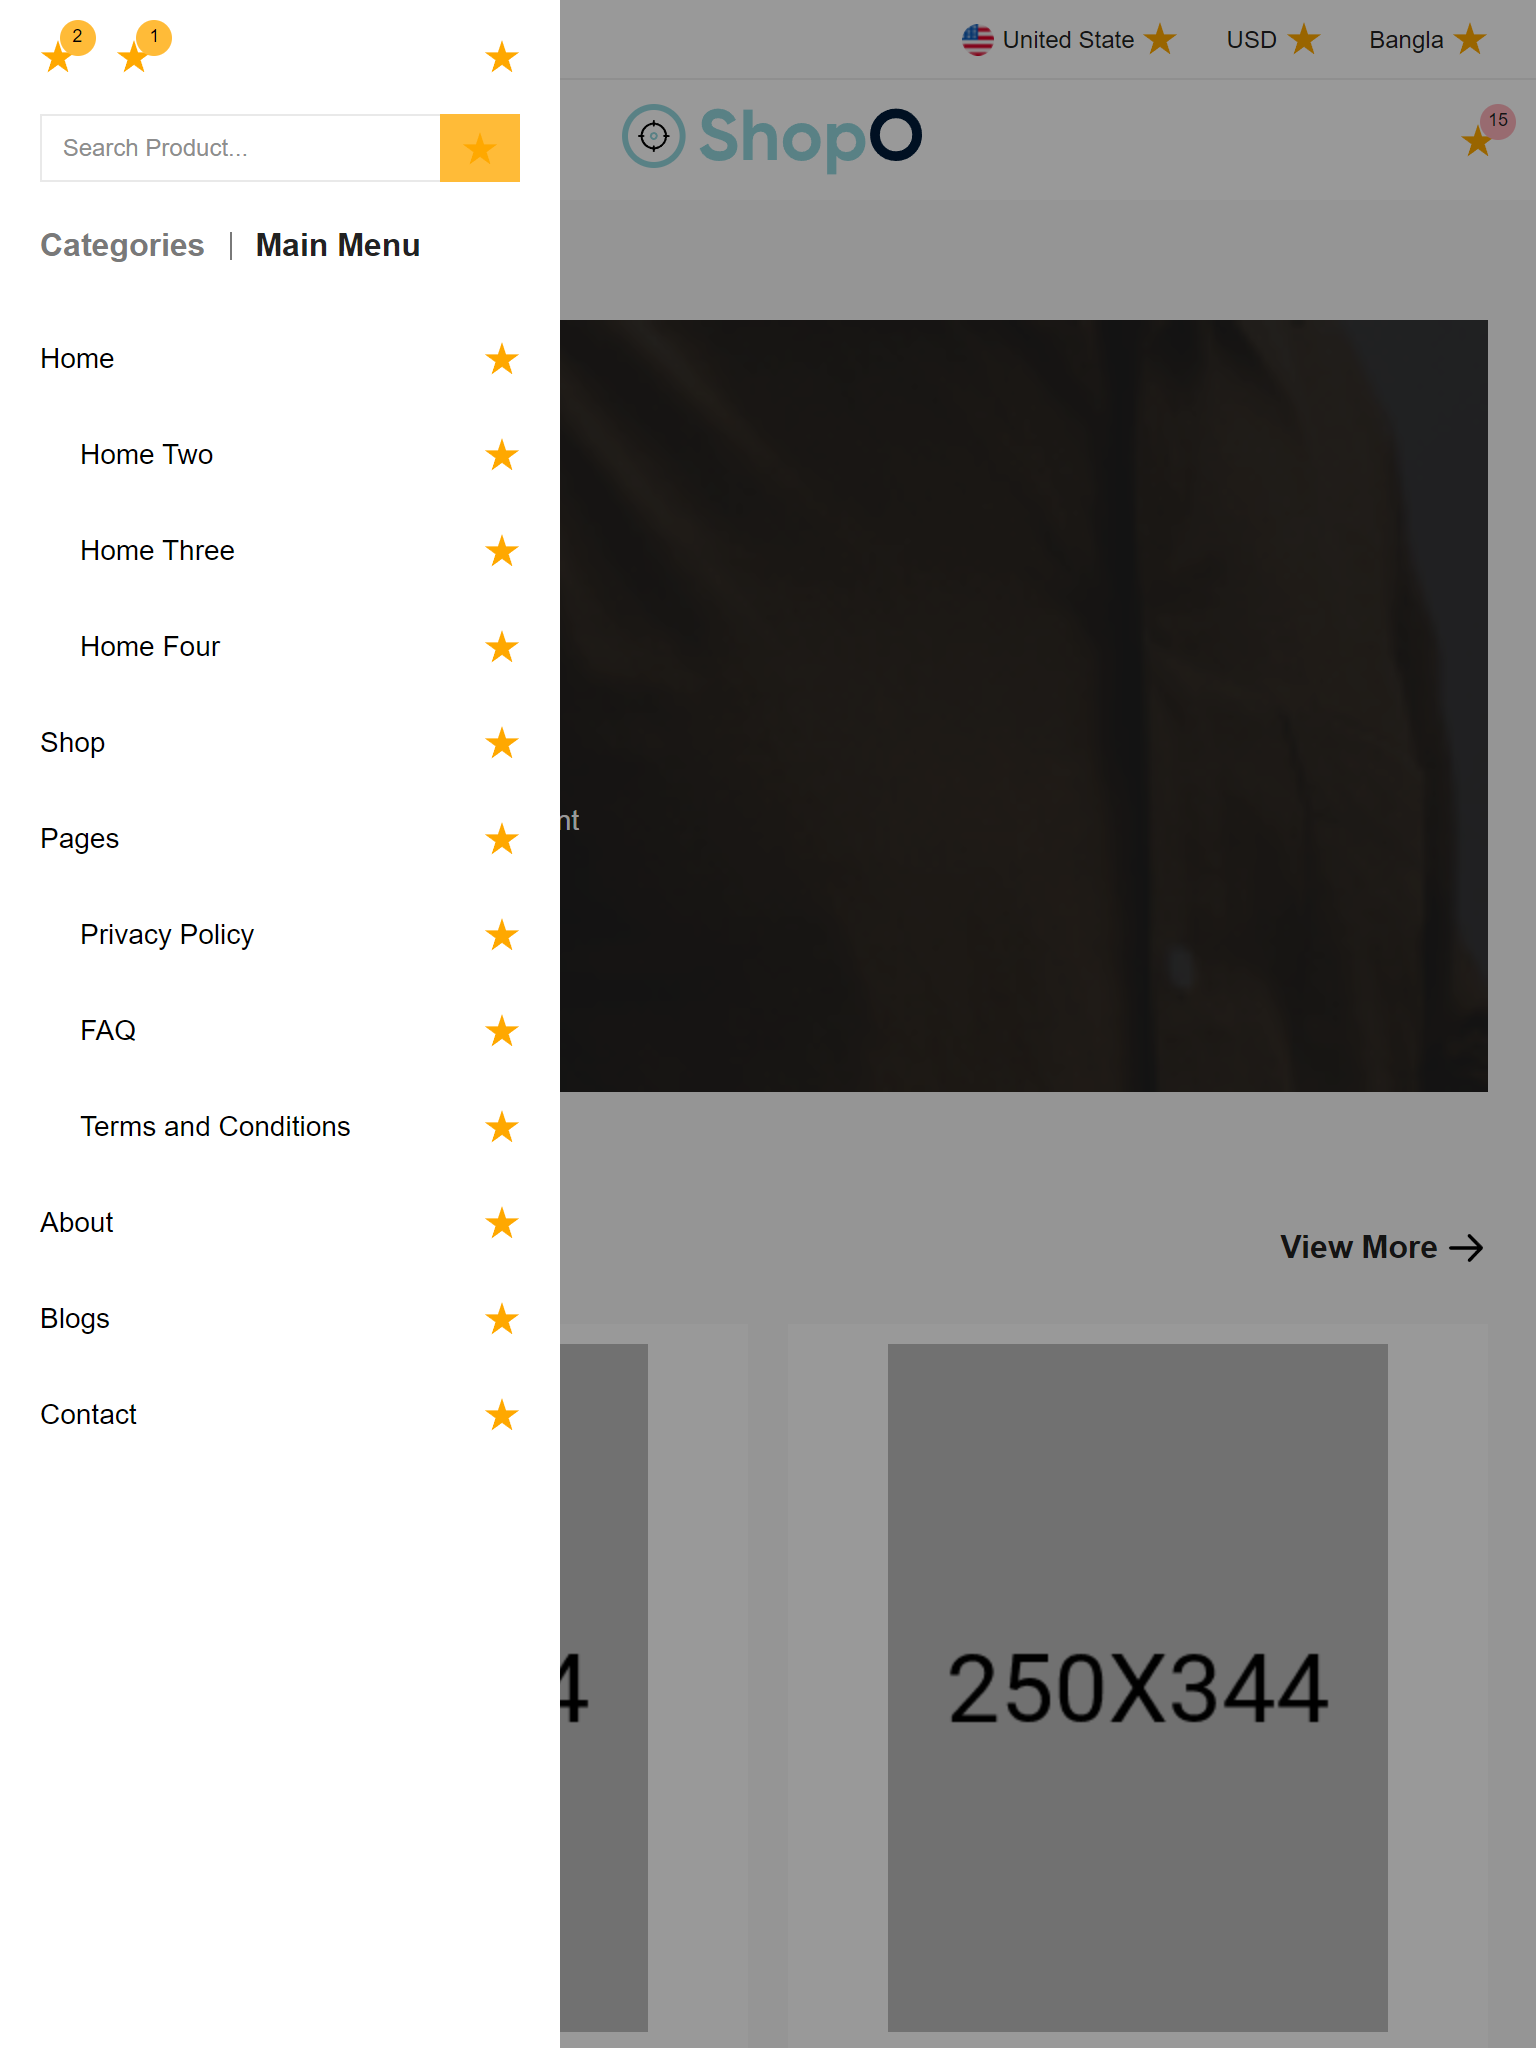 2 1
United State USD Bangla
ShopO
15
Search Product...
Categories | Main Menu
Home
Home Two
Home Three
Home Four
Shop
Pages
nt
Privacy Policy
FAQ
Terms and Conditions
About
View More
Blogs
Contact
4
250X344